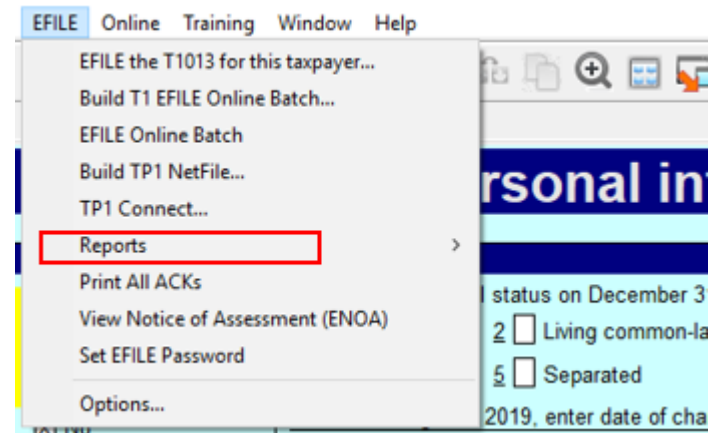 EFILE Online Training Window Help
EFILE the T1013 for this taxpayer...
Build T1 EFILE Online Batch...
EFILE Online Batch
Build TP1 NetFile...
rsonal in
TP1 Connect...
Reports
Print All ACKs
status on December 3
View Notice of Assessment (ENOA)
2 Living common-la
Set EFILE Password
5 Separated
Options...
2019, enter date of cha